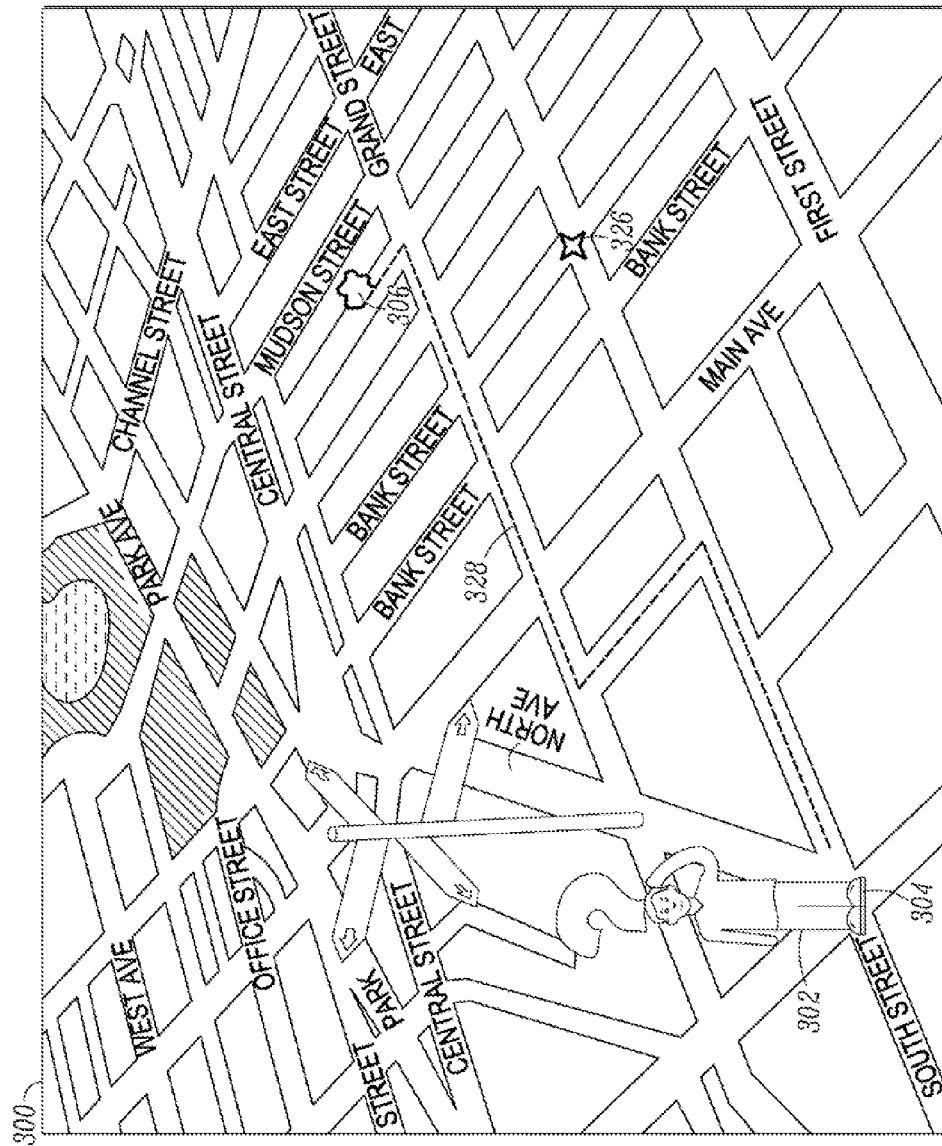 300
WEST AVE
OFFICE STREET
STREET
PARK
CENTRAL STREET
SOUTH STREET
302
304
NORTH
AVE
PARK AVE
CHANNEL STREET
CENTRAL STREET
MUDSON STREET
EAST STREET
GRAND STREET
EAST
306
BANK STREET
BANK STREET
328
326
BANK STREET
MAIN AVE
FIRST STREET